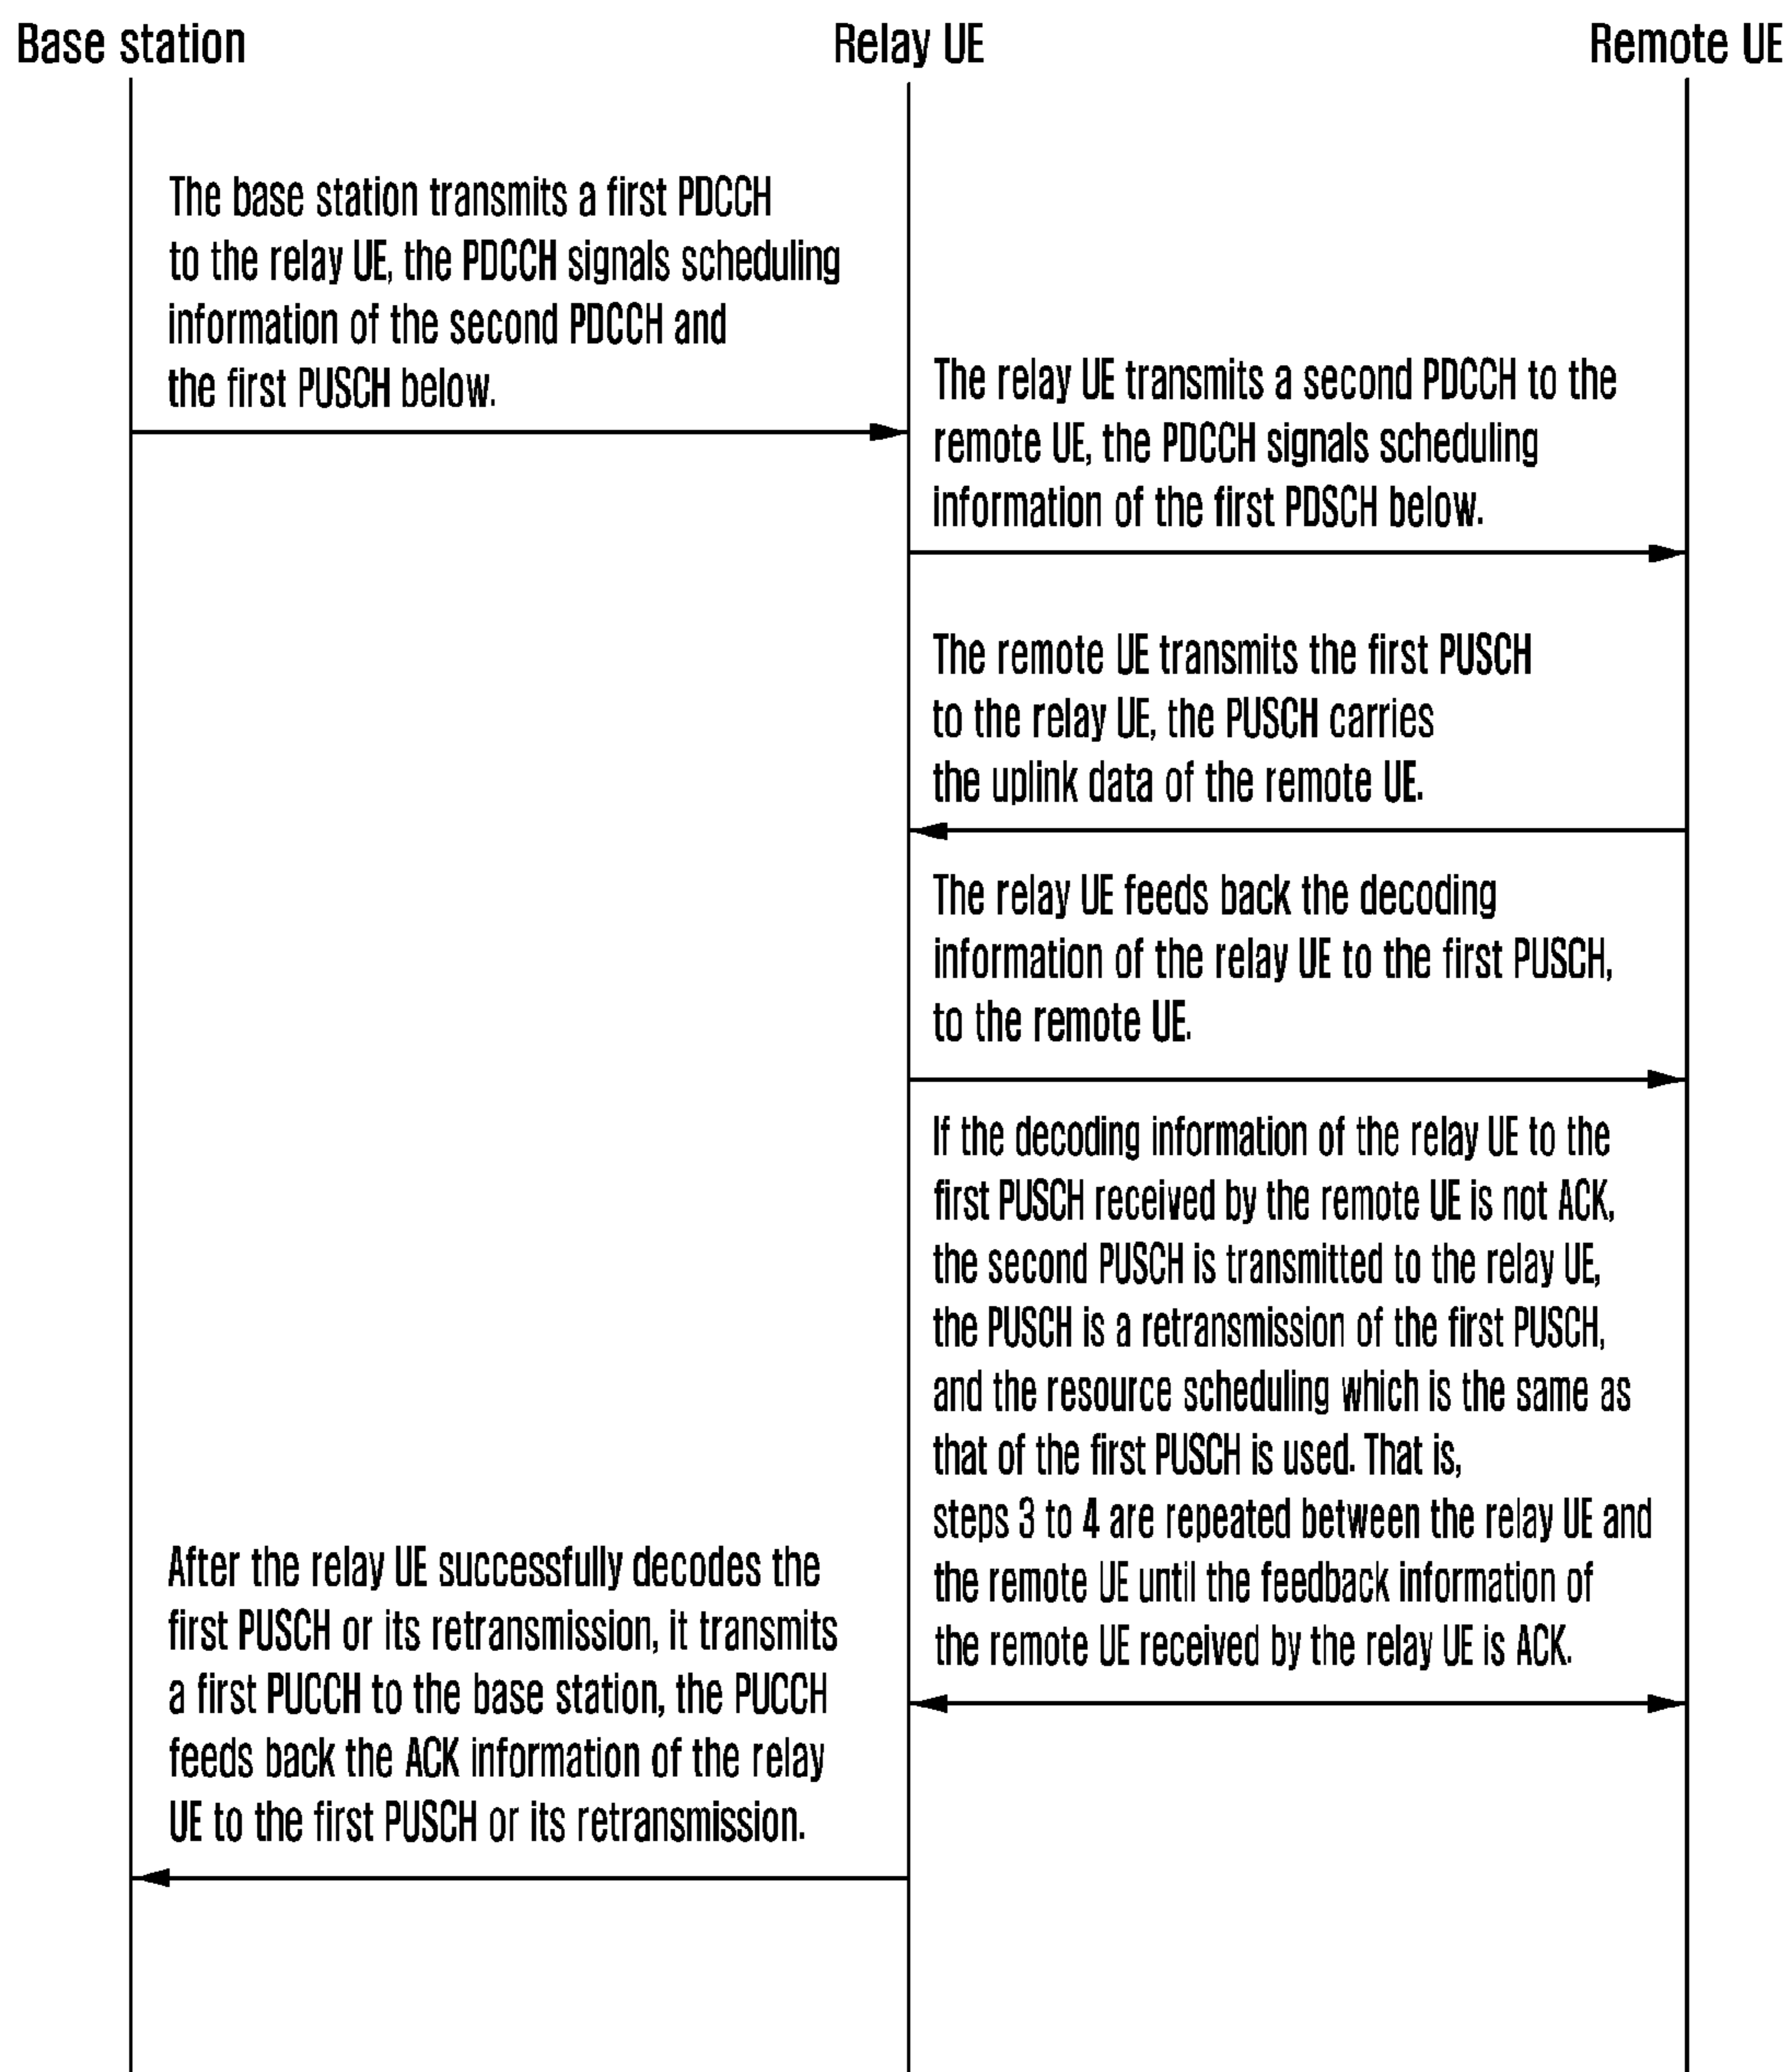 Base station
Relay UE
Remote UE
The base station transmits a first PDCCH
to the relay UE, the PDCCH signals scheduling
information of the second PDCCH and
the first PUSCH below.
The relay UE transmits a second PDCCH to the
remote UE, the PDCCH signals scheduling
information of the first PDSCH below.
The remote UE transmits the first PUSCH
to the relay UE, the PUSCH carries
the uplink data of the remote UE.
The relay UE feeds back the decoding
information of the relay UE to the first PUSCH,
to the remote UE.
If the decoding information of the relay UE to the
first PUSCH received by the remote UE is not ACK,
the second PUSCH is transmitted to the relay UE,
the PUSCH is a retransmission of the first PUSCH,
and the resource scheduling which is the same as
that of the first PUSCH is used. That is,
steps 3 to 4 are repeated between the relay UE and
the remote UE until the feedback information of
the remote UE received by the relay UE is ACK.
After the relay UE successfully decodes the
first PUSCH or its retransmission, it transmits
a first PUCCH to the base station, the PUCCH
feeds back the ACK information of the relay
UE to the first PUSCH or its retransmission.